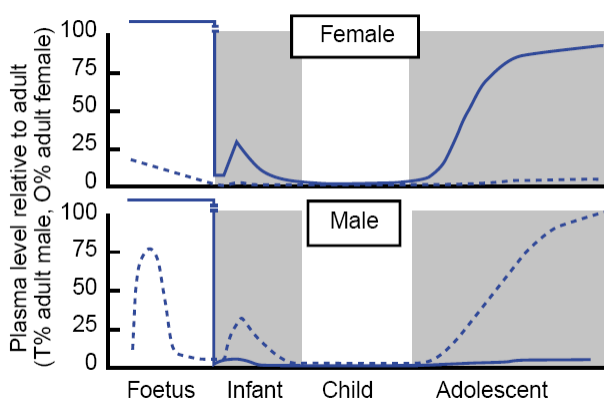 Plasma level relative to adult
(T% adult male, O% adult female)
Female
100
75
50
25
0
Male
100
75
50
25
0
Foetus Infant Child Adolescent